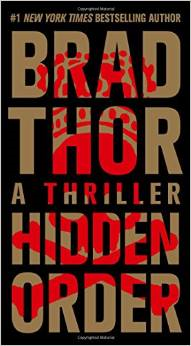 #1 NEW YORK TIMES BESTSELLING AUTHOR
BRAD
THOR
A THRILLER
HIDDEN
ORDER